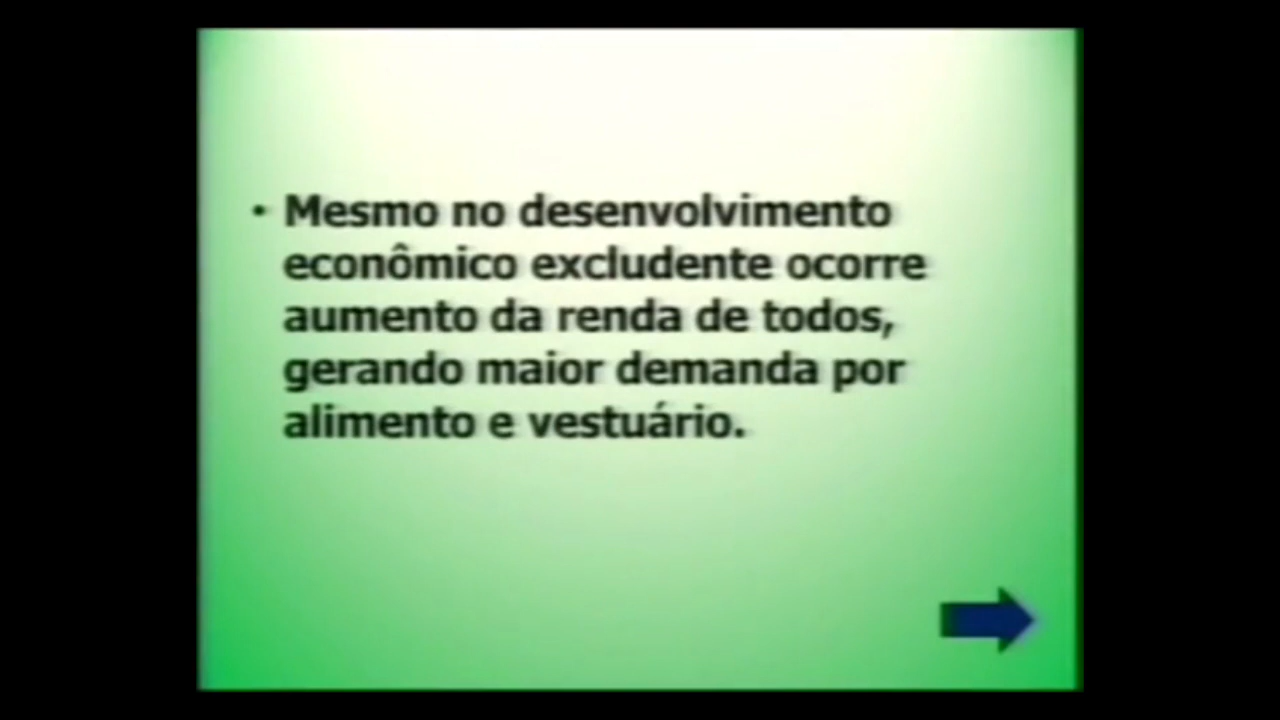 • Mesmo no desenvolvimento
econômico excludente ocorre
aumento da renda de todos,
gerando maior demanda por
alimento e vestuário.